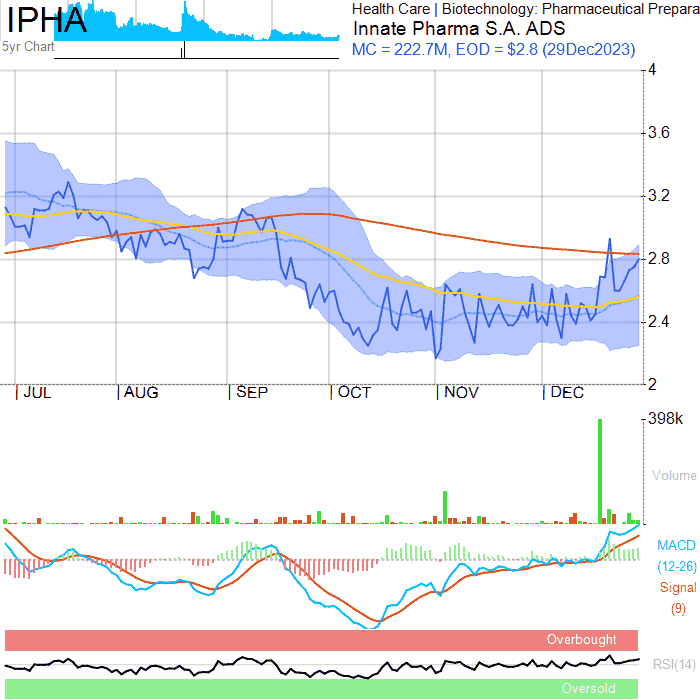 IPHA
5yr Chart
Health Care | Biotechnology: Pharmaceutical Prepara
Innate Pharma S.A. ADS
MC = 222.7M, EOD = $2.8 (29Dec2023)
4
3.6
3.2
2.8
2.4
2
|JUL |AUG |SEP |OCT |NOV |DEC
398k
Volume
MACD
(12-26)
Signal
(9)
Overbought
RSI(14)
Oversold